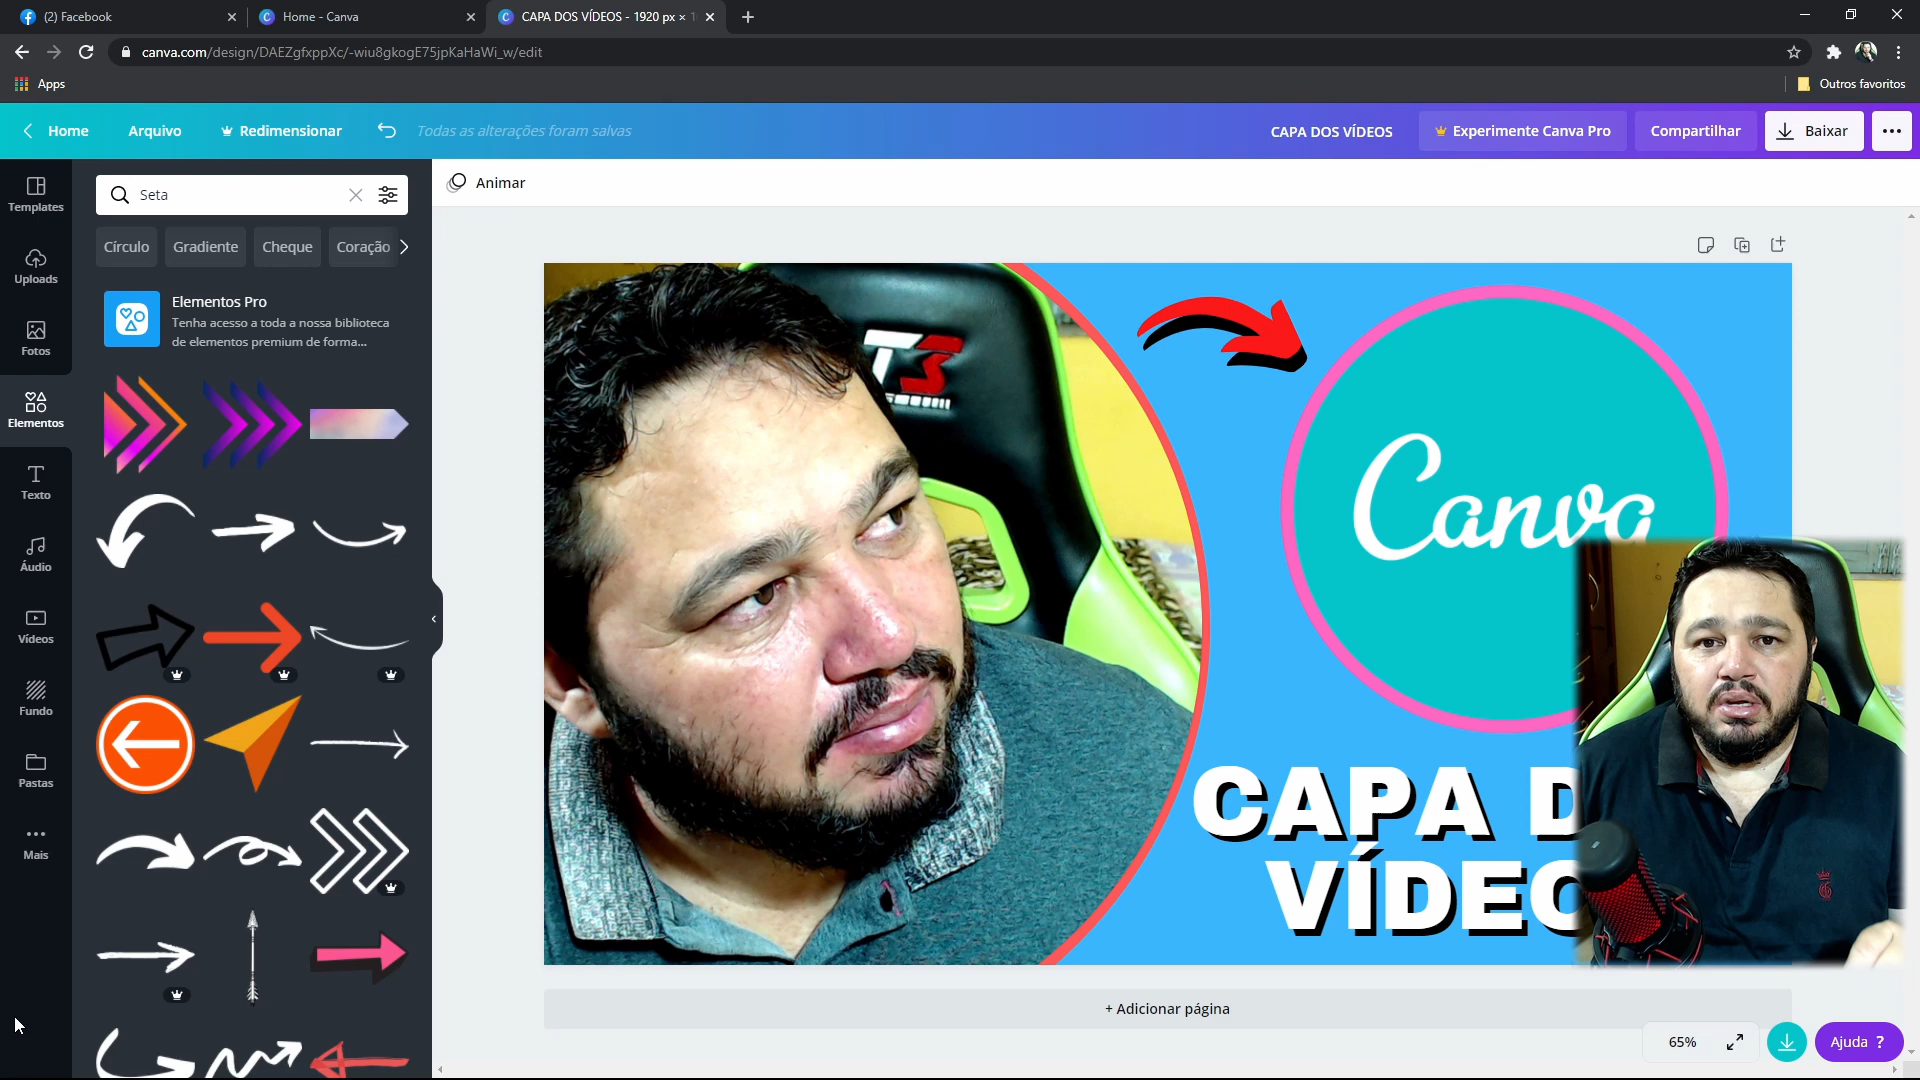 (2) Facebook
Home - Canva
CAPA DOS VÍDEOS - 1920 px ×
canva.com/design/DAEZgfxppXc/-wiu8gkogE75jpKaHaWi_w/edit
Apps
Outros favoritos
Home
Arquivo
Redimensionar
Todas as alterações foram salvas
CAPA DOS VÍDEOS
Experimente Canva Pro
Compartilhar
Baixar
Templates
Uploads
Fotos
Elementos
Texto
Áudio
Vídeos
Fundo
Pastas
Mais
Seta
Círculo
Gradiente
Cheque
Coração
Elementos Pro
Tenha acesso a toda a nossa biblioteca
de elementos premium de forma...
Animar
T3
Canva
CAPA D
VÍDEO
+ Adicionar página
65%
Ajuda ?